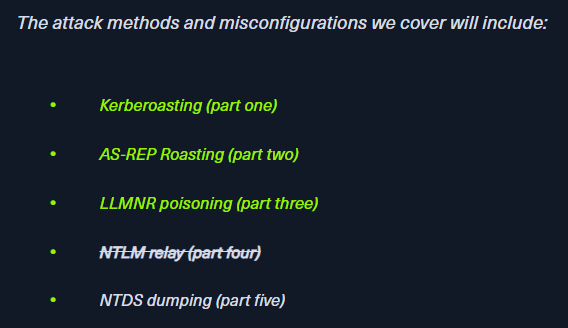 The attack methods and misconfigurations we cover will include:
• Kerberoasting (part one)
• AS-REP Roasting (part two)
• LLMNR poisoning (part three)
• NTLM relay (part four)
• NTDS dumping (part five)